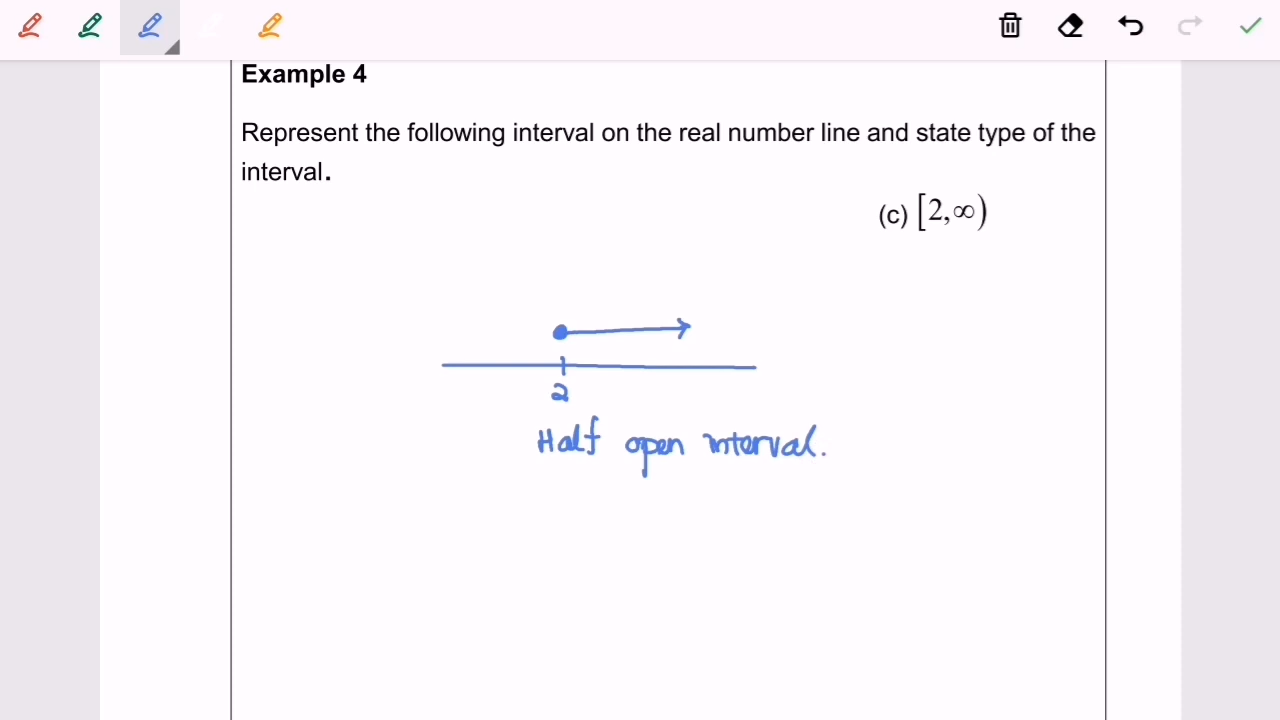 Example 4
Represent the following interval on the real number line and state type of the
interval.
(c) [2,∞)
2
Half open interval.